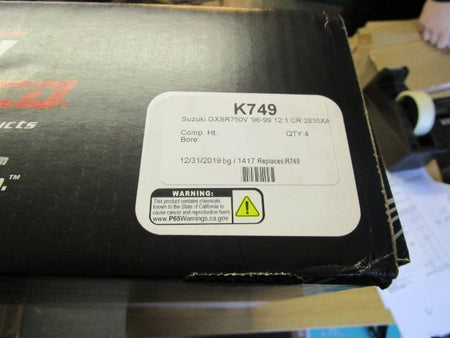 ca
ucts
m
K749
Suzuki GXSR750V '96-99 12:1 CR 2835XA
Comp. Ht.:
QTY:4
Bore:
12/31/2019 bg / 1417 Replaces:R749
WARNING:
This product contains chemicals
known to the State of California to
cause cancer and reproductive harm.
www.P65Warnings.ca.gov